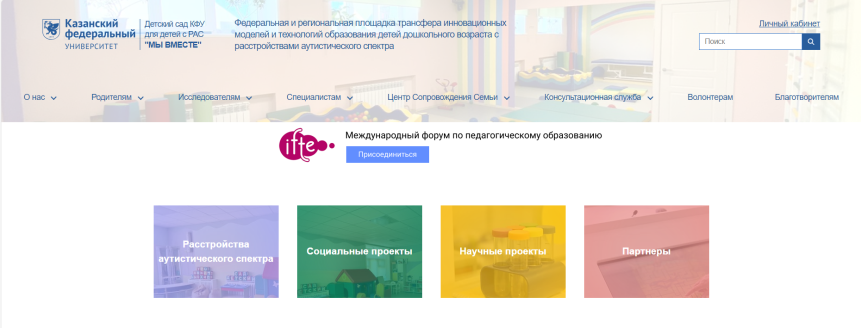 Казанский
федеральный
УНИВЕРСИТЕТ
Детский сад КФУ
для детей с РАС
"МЫ ВМЕСТЕ"
Федеральная и региональная площадка трансфера инновационных
моделей и технологий образования детей дошкольного возраста с
расстройствами аутистического спектра
Личный кабинет
Поиск
О нас
Родителям
Исследователям
Специалистам
Центр Сопровождения Семьи
Консультационная служба
Волонтерам
Благотворителям
ifte
Международный форум по педагогическому образованию
Присоединиться
Расстройства
аутистического спектра
Социальные проекты
Научные проекты
Партнеры